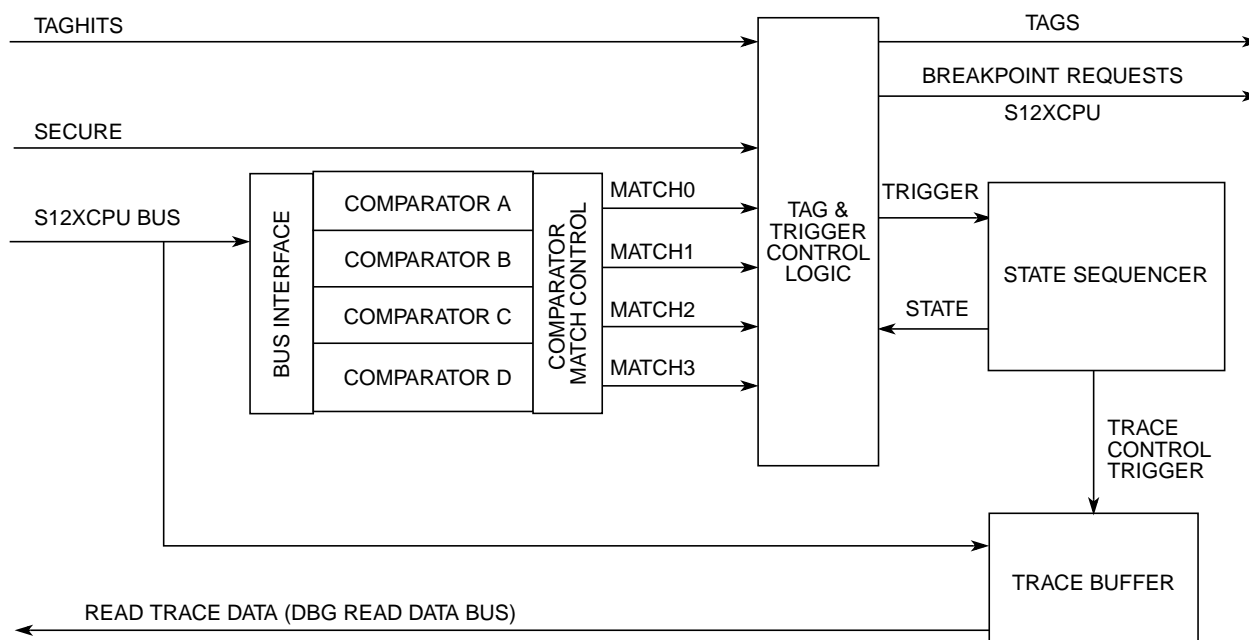 TAGHITS
TAGS
BREAKPOINT REQUESTS
S12XCPU
SECURE
S12XCPU BUS
BUS INTERFACE
COMPARATOR A
COMPARATOR B
COMPARATOR C
COMPARATOR D
COMPARATOR
MATCH CONTROL
MATCH0
MATCH1
MATCH2
MATCH3
TAG &
TRIGGER
CONTROL
LOGIC
TRIGGER
STATE
STATE SEQUENCER
TRACE
CONTROL
TRIGGER
TRACE BUFFER
READ TRACE DATA (DBG READ DATA BUS)